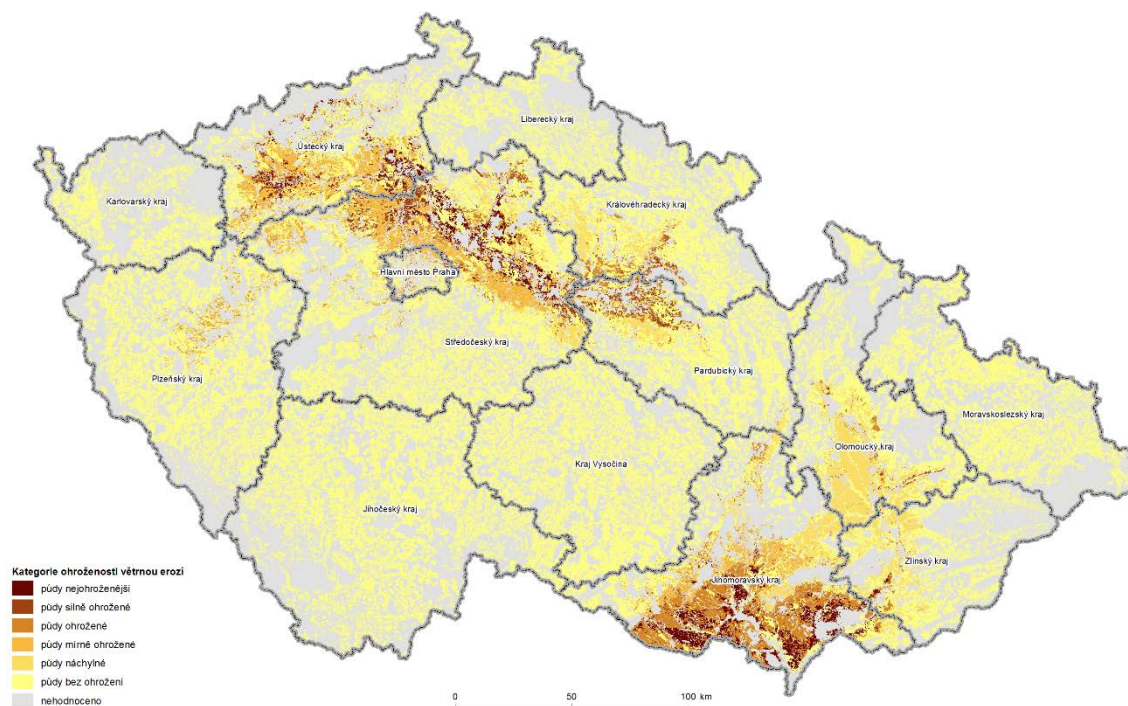 Liberecký kraj
Ústecký kraj
Karlovarský kraj
Královéhradecký kraj
Hlavní město Praha
Středočeský kraj
Plzeňský kraj
Pardubický kraj
Moravskoslezský kraj
Olomoucký kraj
Kraj Vysočina
Jihočeský kraj
Zlínský kraj
Jihomoravský kraj
Kategorie ohroženosti větrnou erozí
půdy nejohroženější
půdy silně ohrožené
půdy ohrožené
půdy mírně ohrožené
půdy náchylné
půdy bez ohrožení
nehodnoceno
0 50 100 km